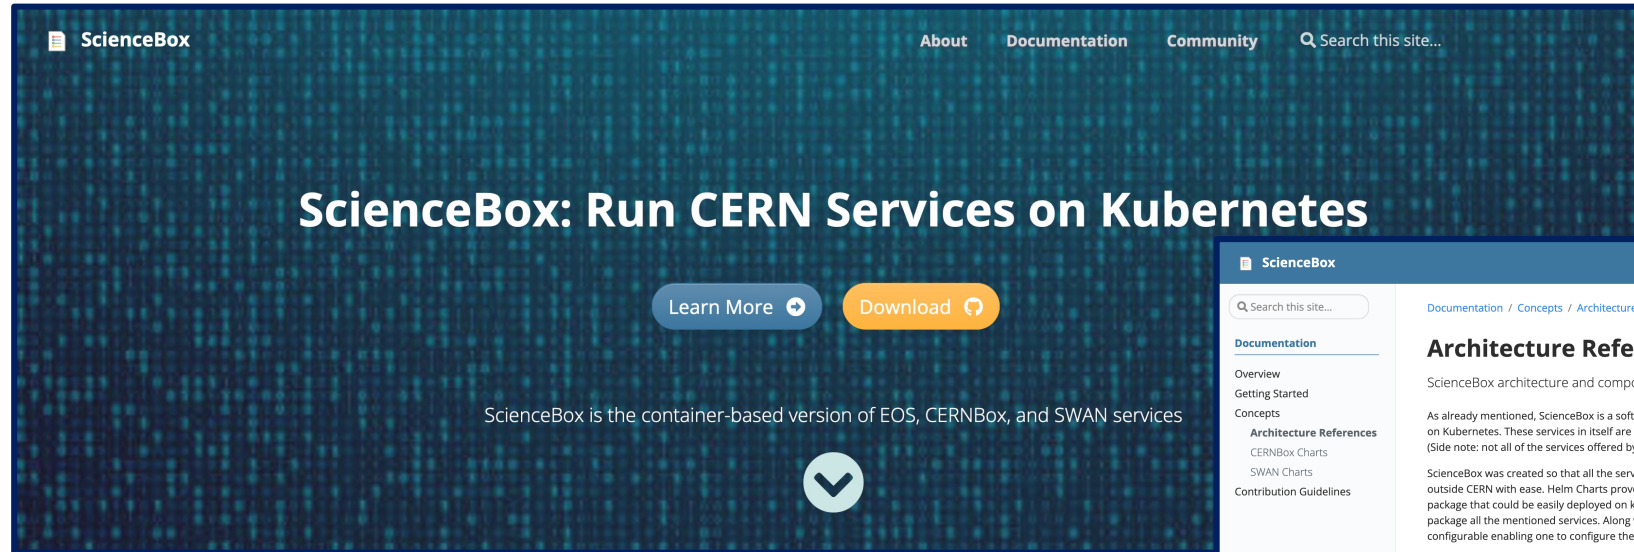 ScienceBox
About Documentation Community Search this site...
ScienceBox: Run CERN Services on Kubernetes
Learn More Download
ScienceBox is the container-based version of EOS, CERNBox, and SWAN services
ScienceBox
Search this site...
Documentation
Overview
Getting Started
Concepts
Architecture References
CERNBox Charts
SWAN Charts
Contribution Guidelines
Documentation / Concepts / Architecture
Architecture Refe
ScienceBox architecture and compo
As already mentioned, ScienceBox is a soft
on Kubernetes. These services in itself are
(Side note: not all of the services offered by
ScienceBox was created so that all the serv
outside CERN with ease. Helm Charts prov
package that could be easily deployed on k
package all the mentioned services. Along
configurable enabling one to configure the